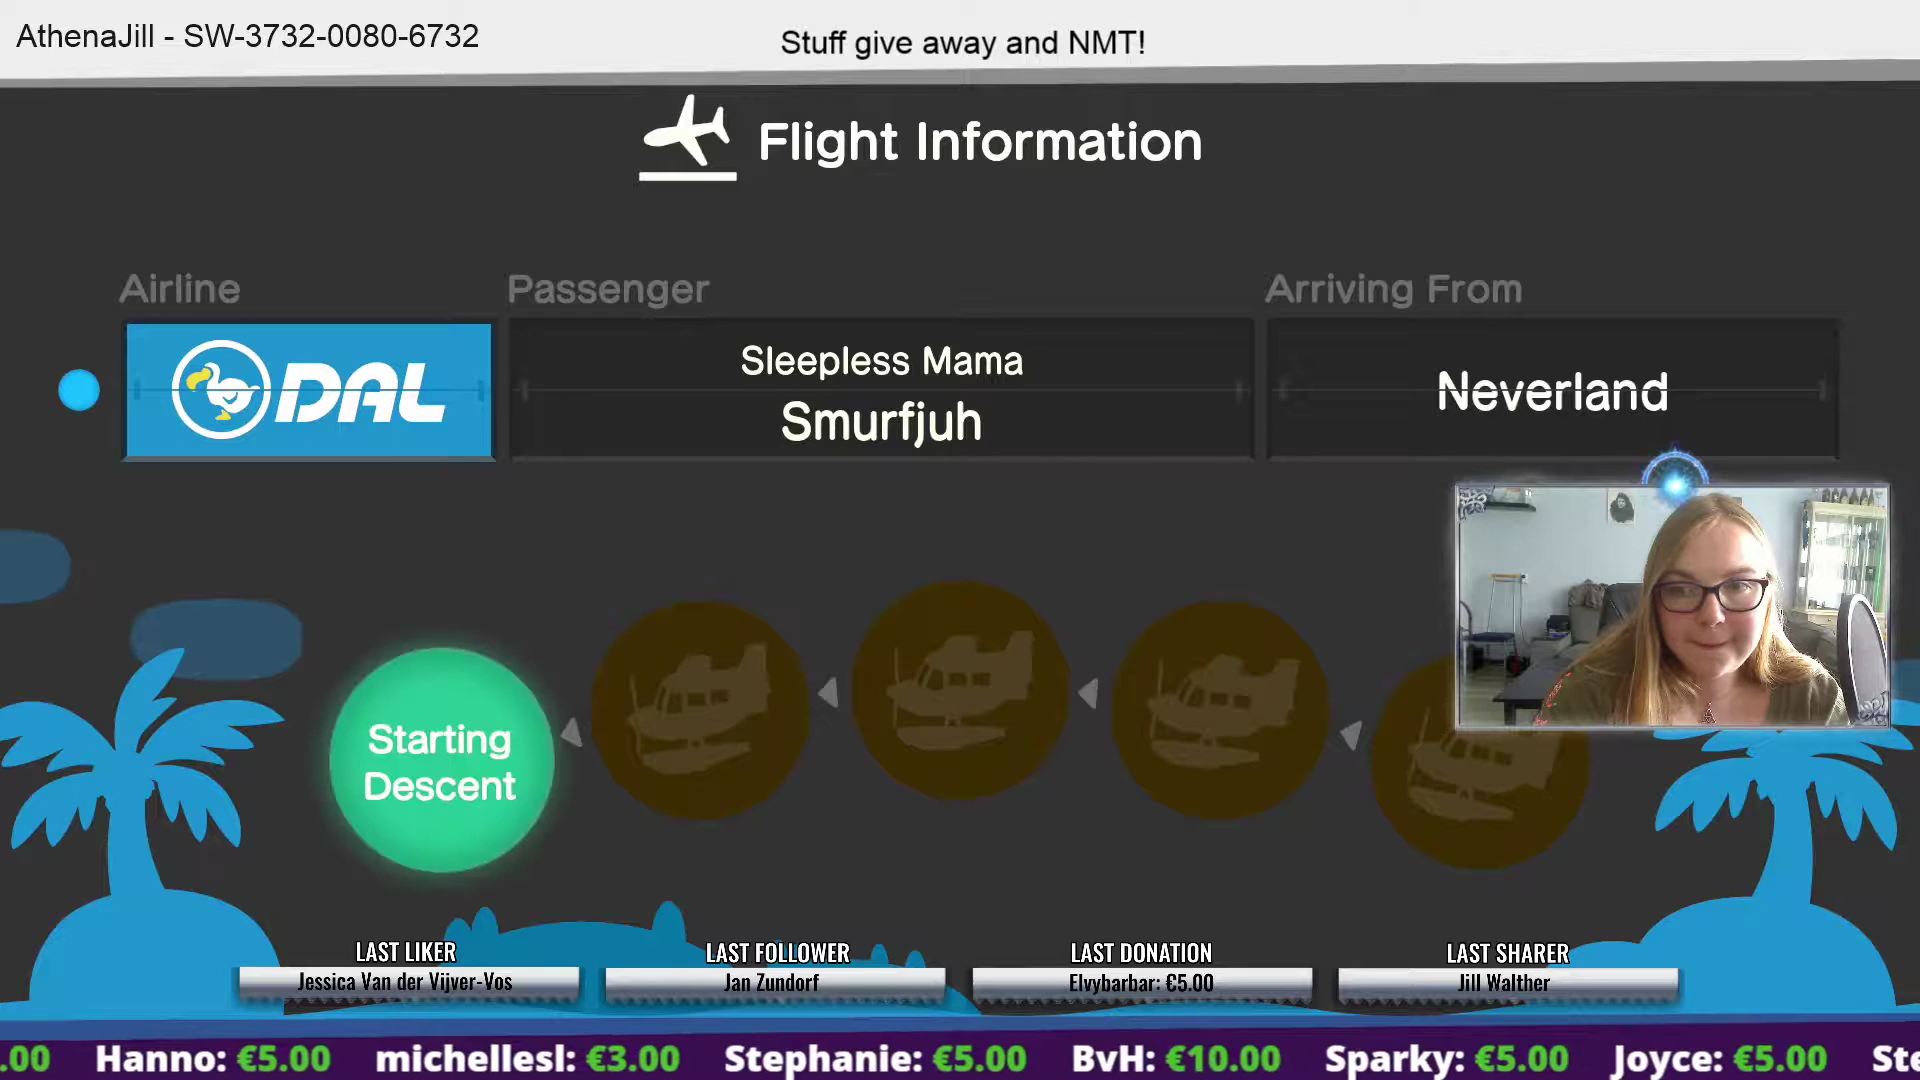 AthenaJill - SW-3732-0080-6732
Stuff give away and NMT!
Flight Information
Airline
Passenger
Arriving From
DAL
Sleepless Mama
Smurfjuh
Neverland
Starting
Descent
LAST LIKER
Jessica Van der Vijver-Vos
LAST FOLLOWER
Jan Zundorf
LAST DONATION
Elvybarbar: €5.00
LAST SHARER
Jill Walther
.00 Hanno: €5.00 michellesl: €3.00 Stephanie: €5.00 BvH: €10.00 Sparky: €5.00 Joyce: €5.00 Ste